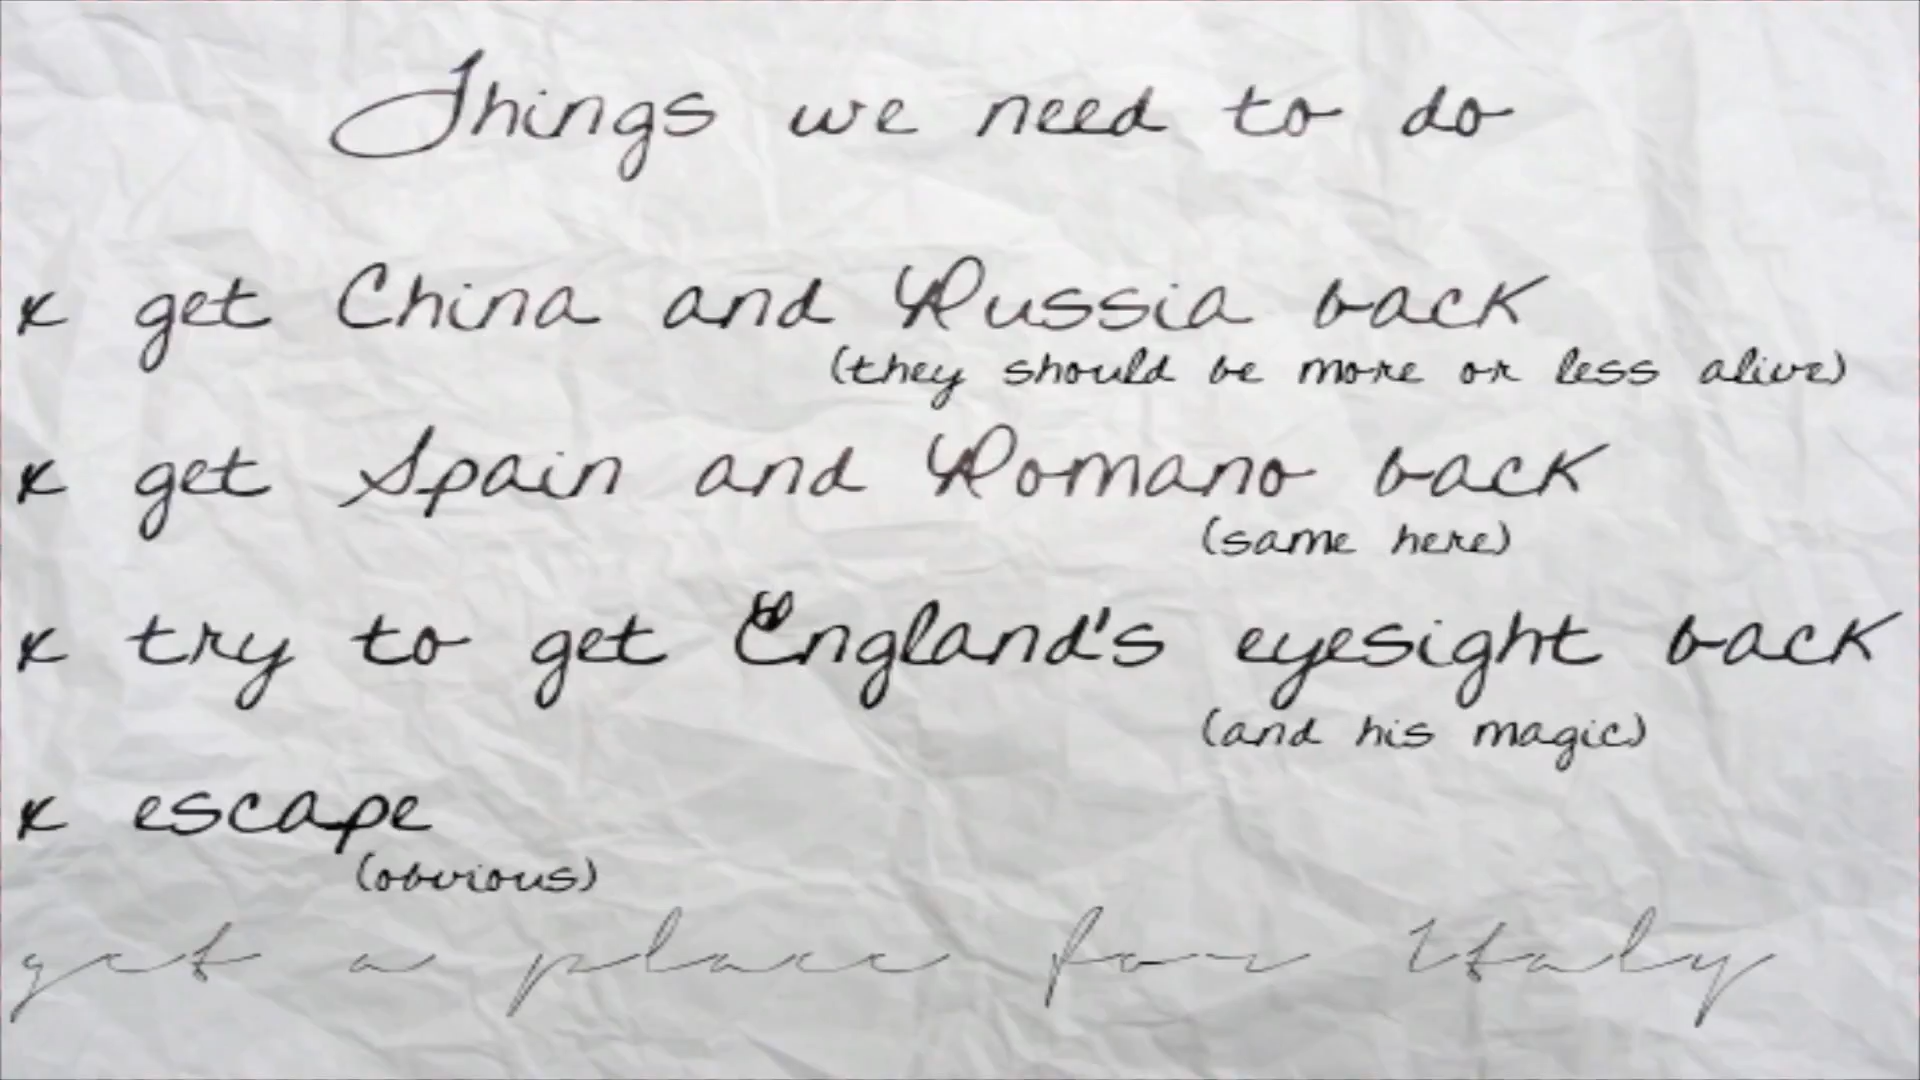 Things we need to do
x get China and Russia back
(they should be more or less alive)
x get Spain and Romano back
(same here)
x try to get England's eyesight back
(and his magic)
x escape
(obvious)
get a place for Italy